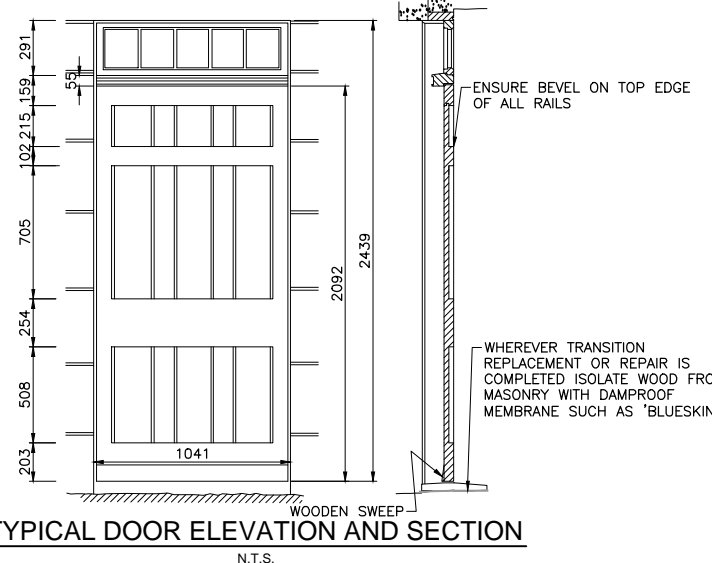 291
159
55
215
102
705
254
508
203
1041
2092
2439
ENSURE BEVEL ON TOP EDGE
OF ALL RAILS
WHEREVER TRANSITION
REPLACEMENT OR REPAIR IS
COMPLETED ISOLATE WOOD FRO
MASONRY WITH DAMPROOF
MEMBRANE SUCH AS 'BLUESKIN
WOODEN SWEEP
TYPICAL DOOR ELEVATION AND SECTION
N.T.S.